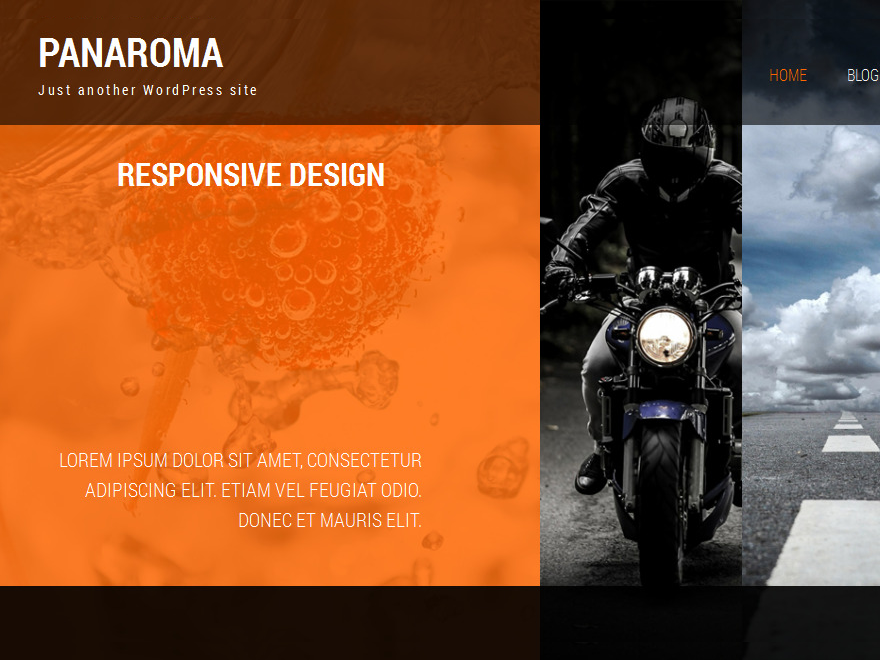 PANAROMA
Just another WordPress site
HOME BLOG
RESPONSIVE DESIGN
LOREM IPSUM DOLOR SIT AMET, CONSECTETUR
ADIPISCING ELIT. ETIAM VEL FEUGIAT ODIO.
DONEC ET MAURIS ELIT.